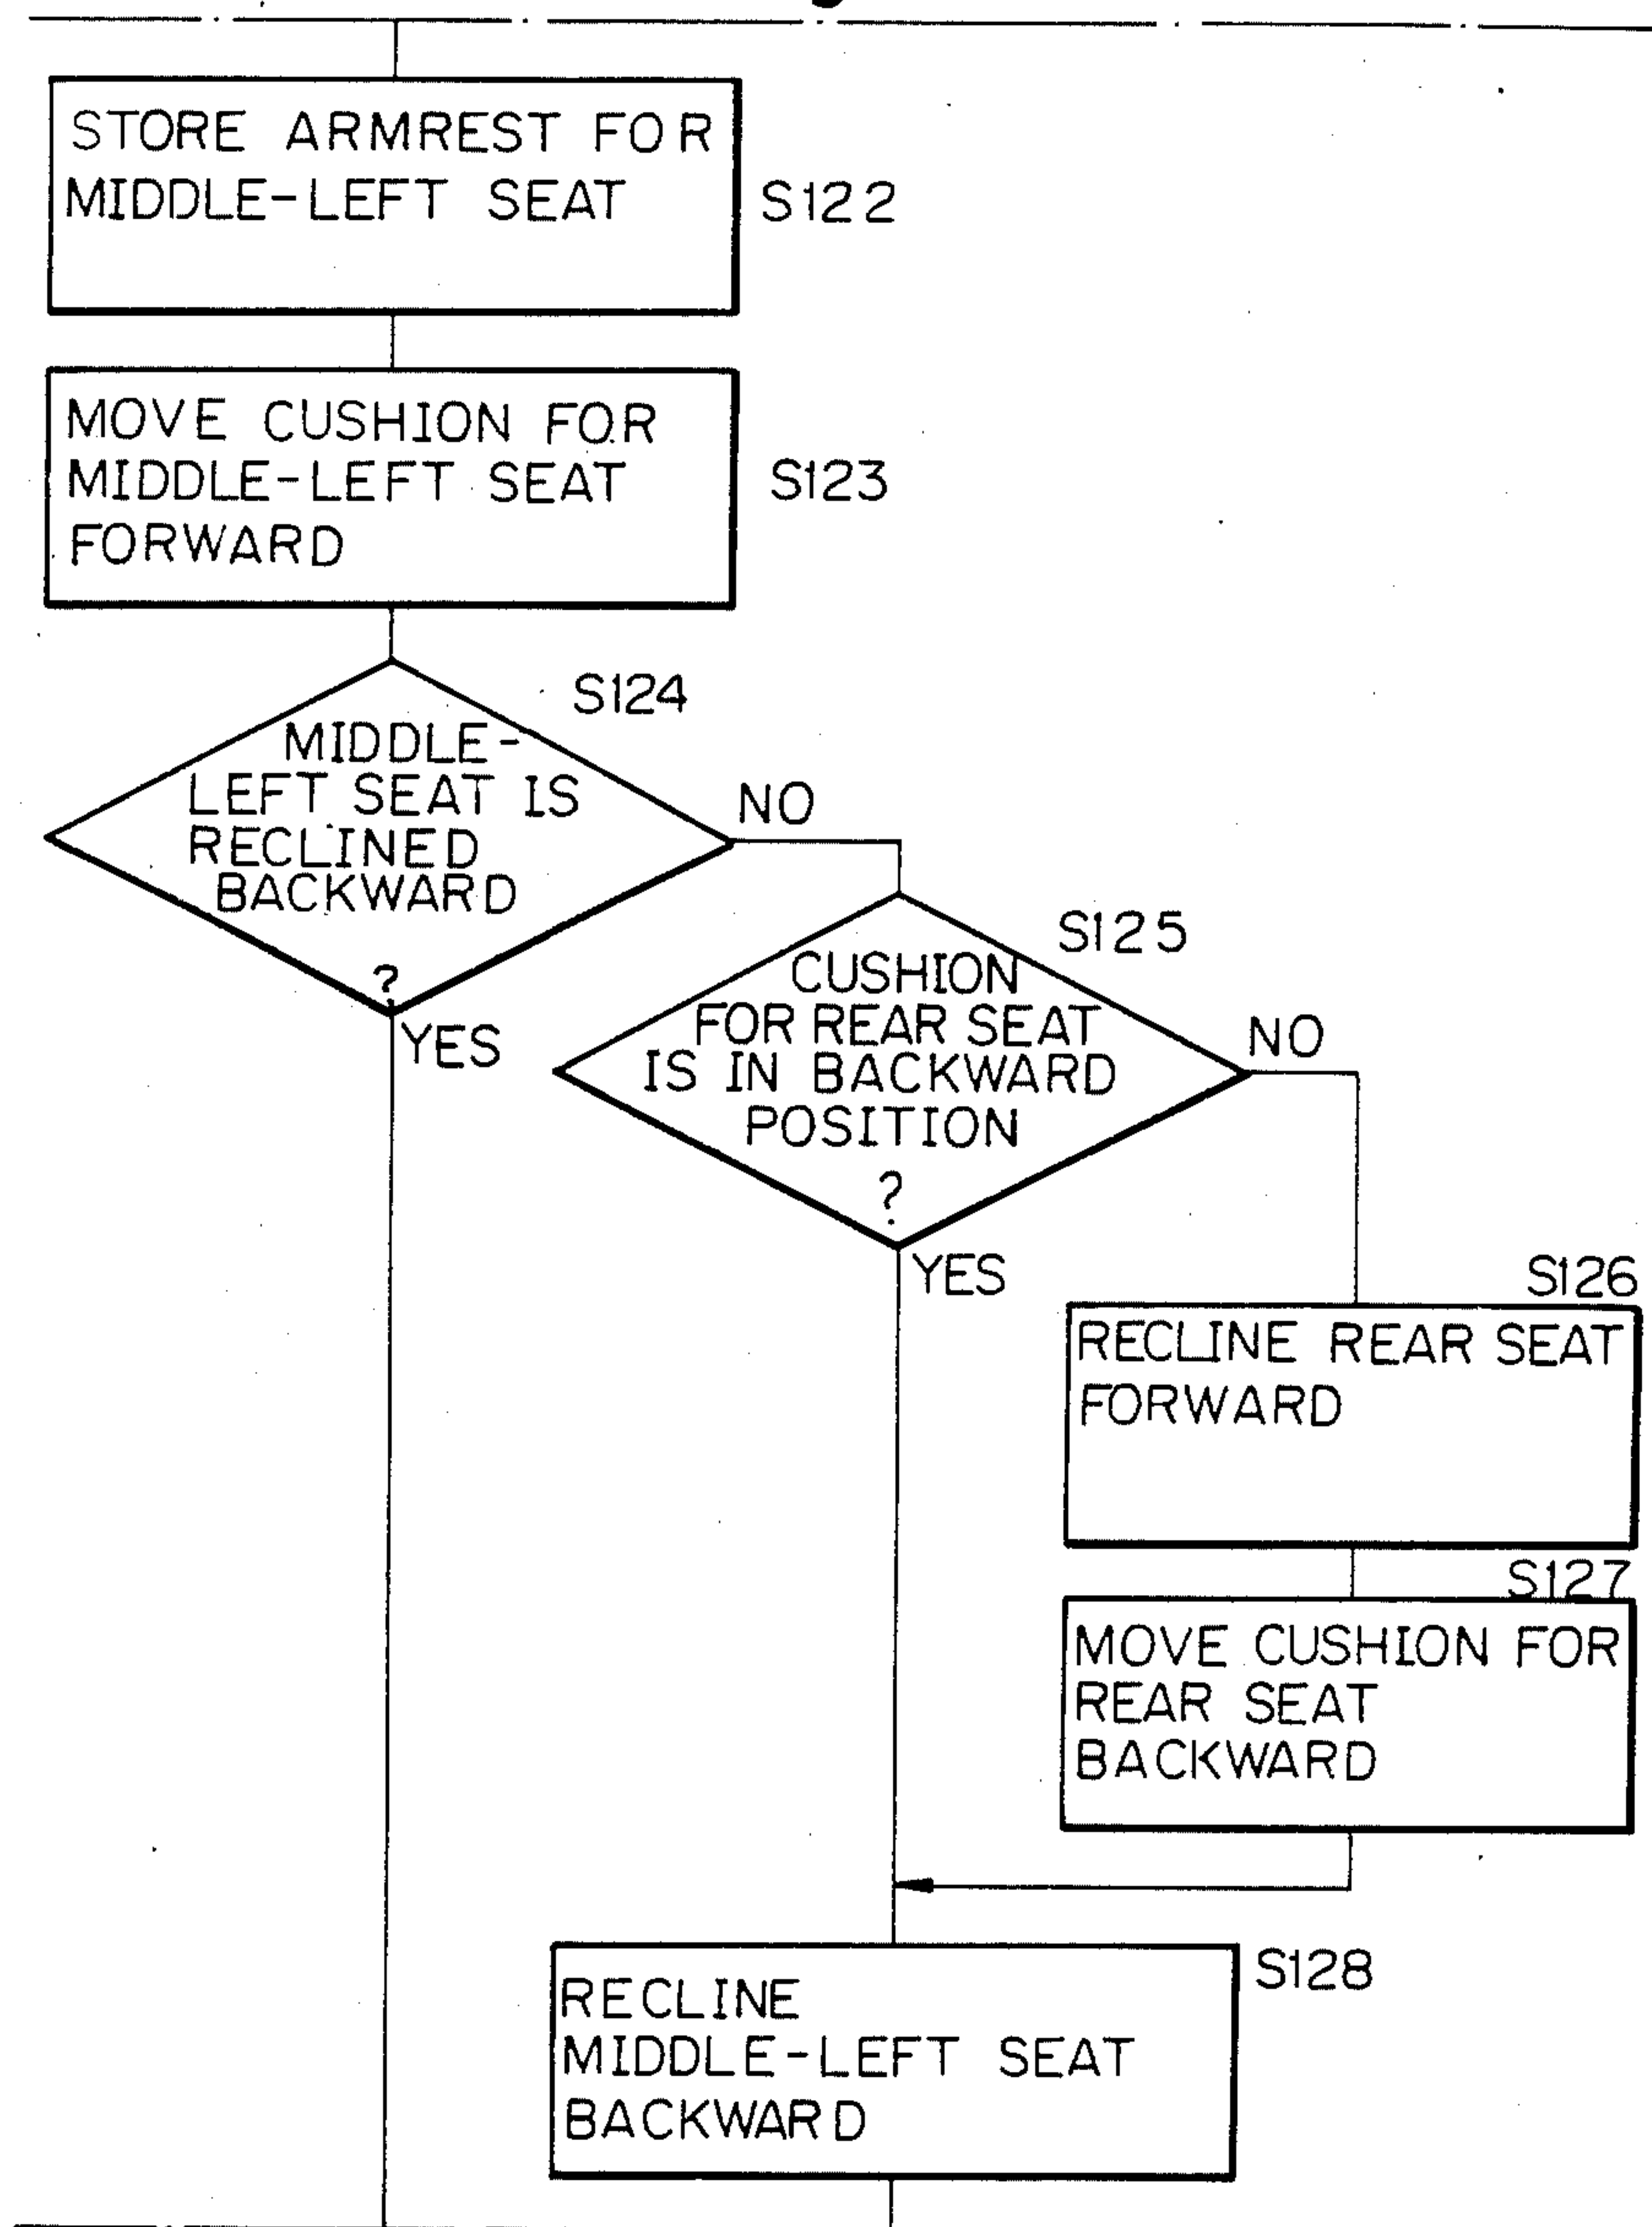 STORE ARMREST FOR
MIDDLE-LEFT SEAT
S122
MOVE CUSHION FOR
MIDDLE-LEFT SEAT
FORWARD
S123
S124
MIDDLE-
LEFT SEAT IS
RECLINED
BACKWARD
?
NO
YES
S125
CUSHION
FOR REAR SEAT
IS IN BACKWARD
POSITION
?
NO
YES
S126
RECLINE REAR SEAT
FORWARD
S127
MOVE CUSHION FOR
REAR SEAT
BACKWARD
S128
RECLINE
MIDDLE-LEFT SEAT
BACKWARD